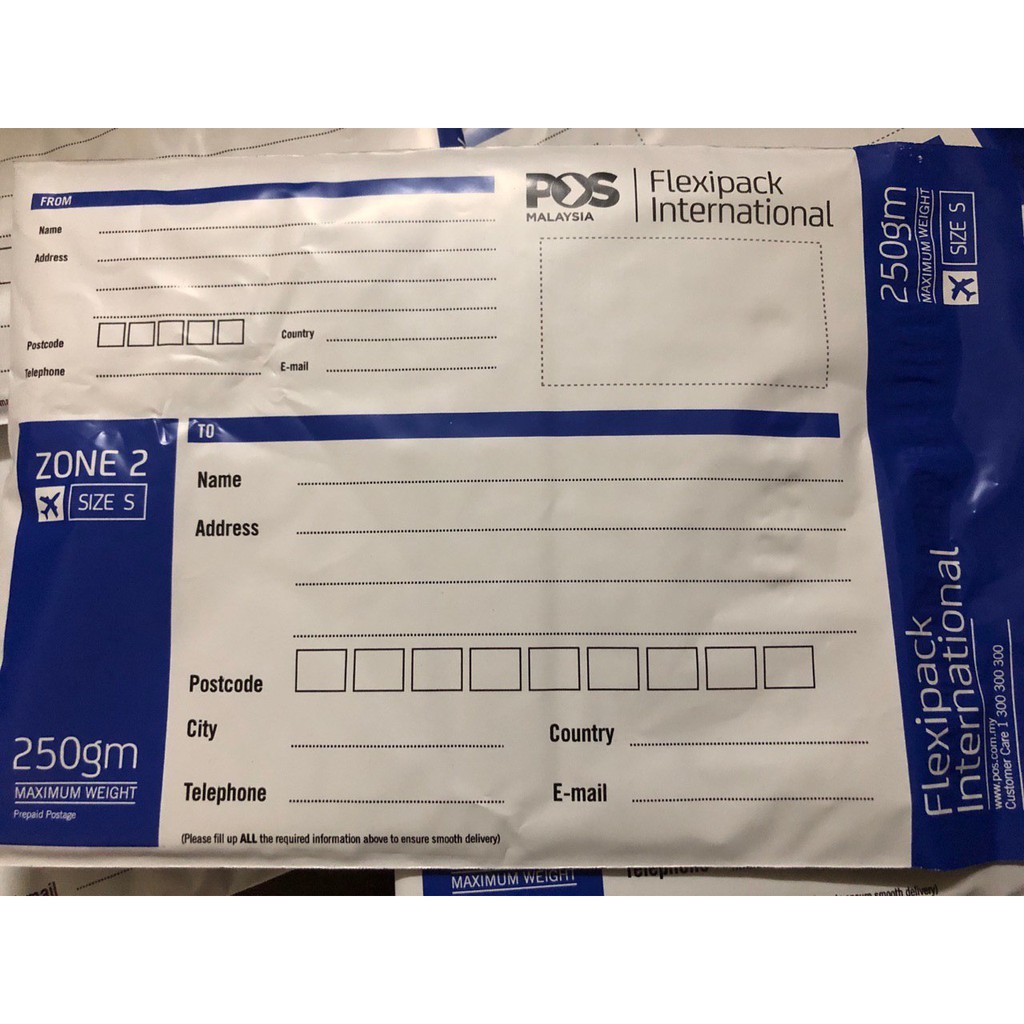 FROM
Name
Address
Postcode
Country
Telephone
E-mail
POS
MALAYSIA
Flexipack
International
250gm
MAXIMUM WEIGHT
SIZE S
ZONE 2
SIZE S
250gm
MAXIMUM WEIGHT
Prepaid Postage
TO
Name
Address
Postcode
City
Country
Telephone
E-mail
(Please fill up ALL the required information above to ensure smooth delivery)
Flexipack
International
www.pos.com.my
Customer Care 1 300 300 300
MAXIMUM WEIGHT
Telephone
smooth delivery)